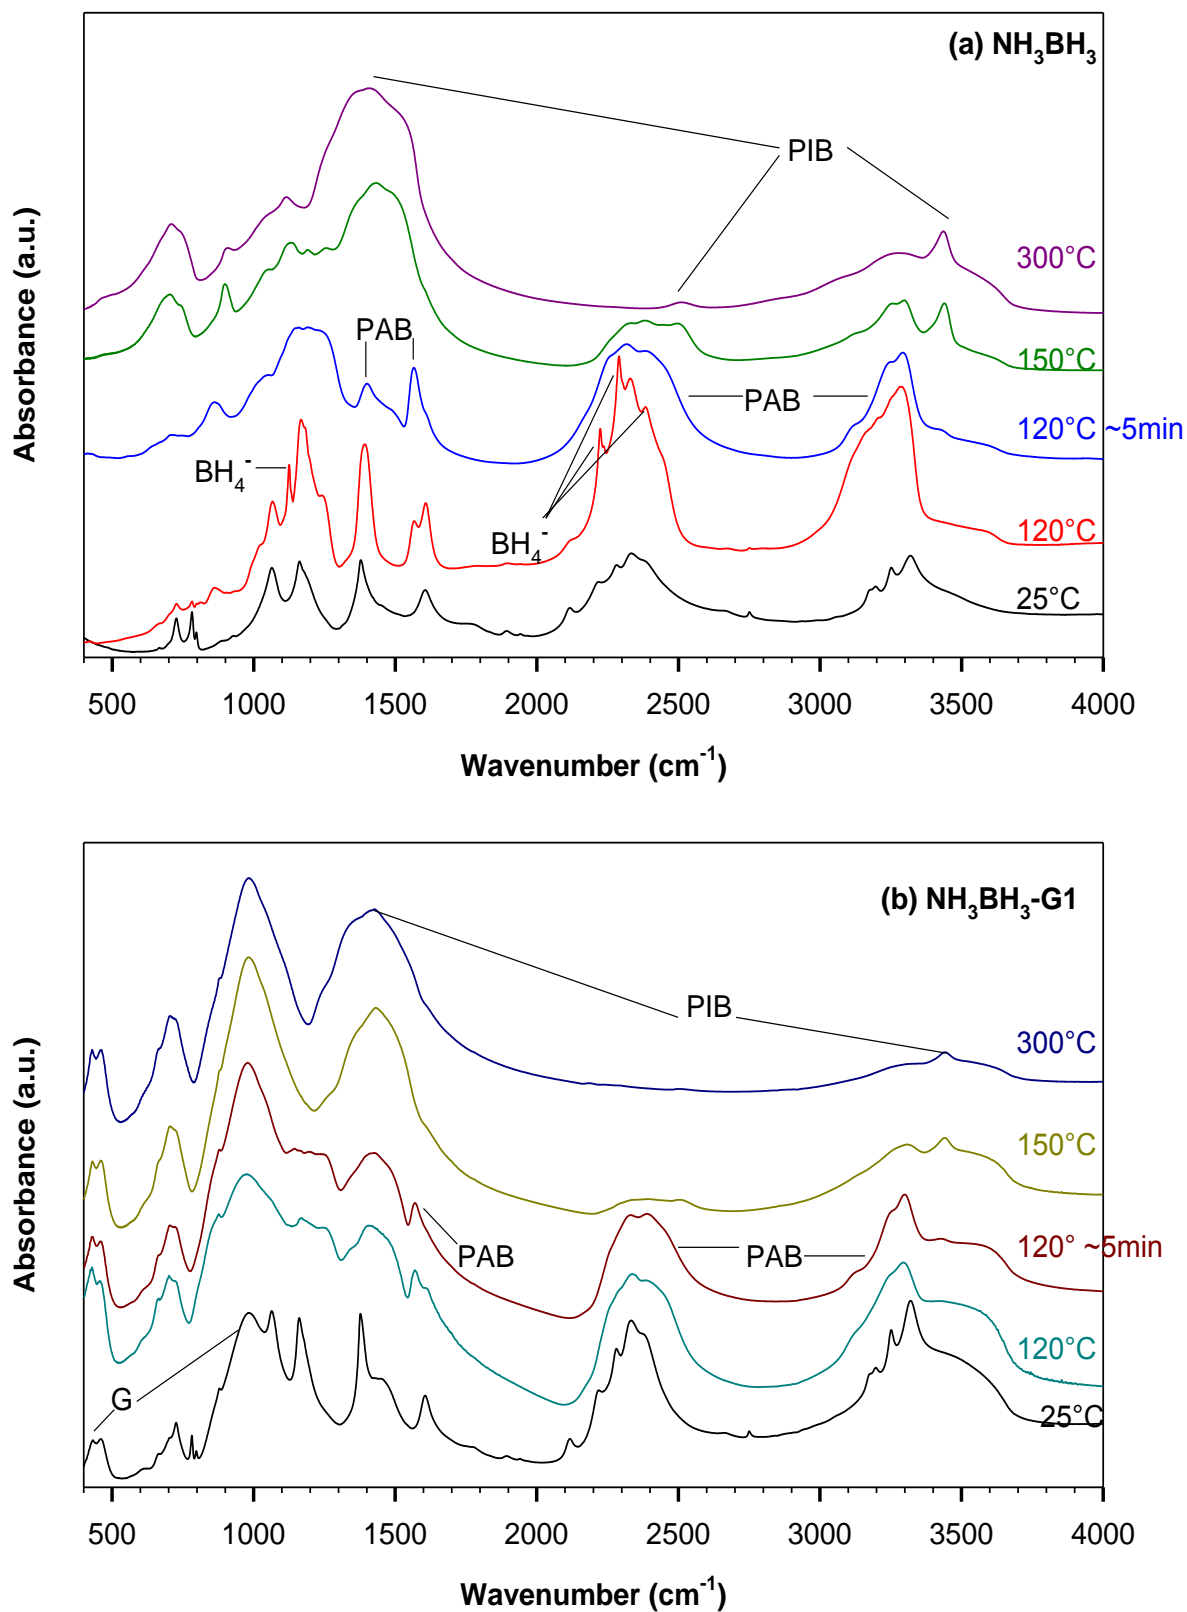 (a) NH₃BH₃
PIB
300°C
150°C
PAB
PAB
120°C ~5min
BH₄⁻
BH₄⁻
120°C
25°C
Absorbance (a.u.)
500 1000 1500 2000 2500 3000 3500 4000
Wavenumber (cm⁻¹)
(b) NH₃BH₃-G1
PIB
300°C
150°C
PAB
PAB
120° ~5min
120°C
G
25°C
Absorbance (a.u.)
500 1000 1500 2000 2500 3000 3500 4000
Wavenumber (cm⁻¹)